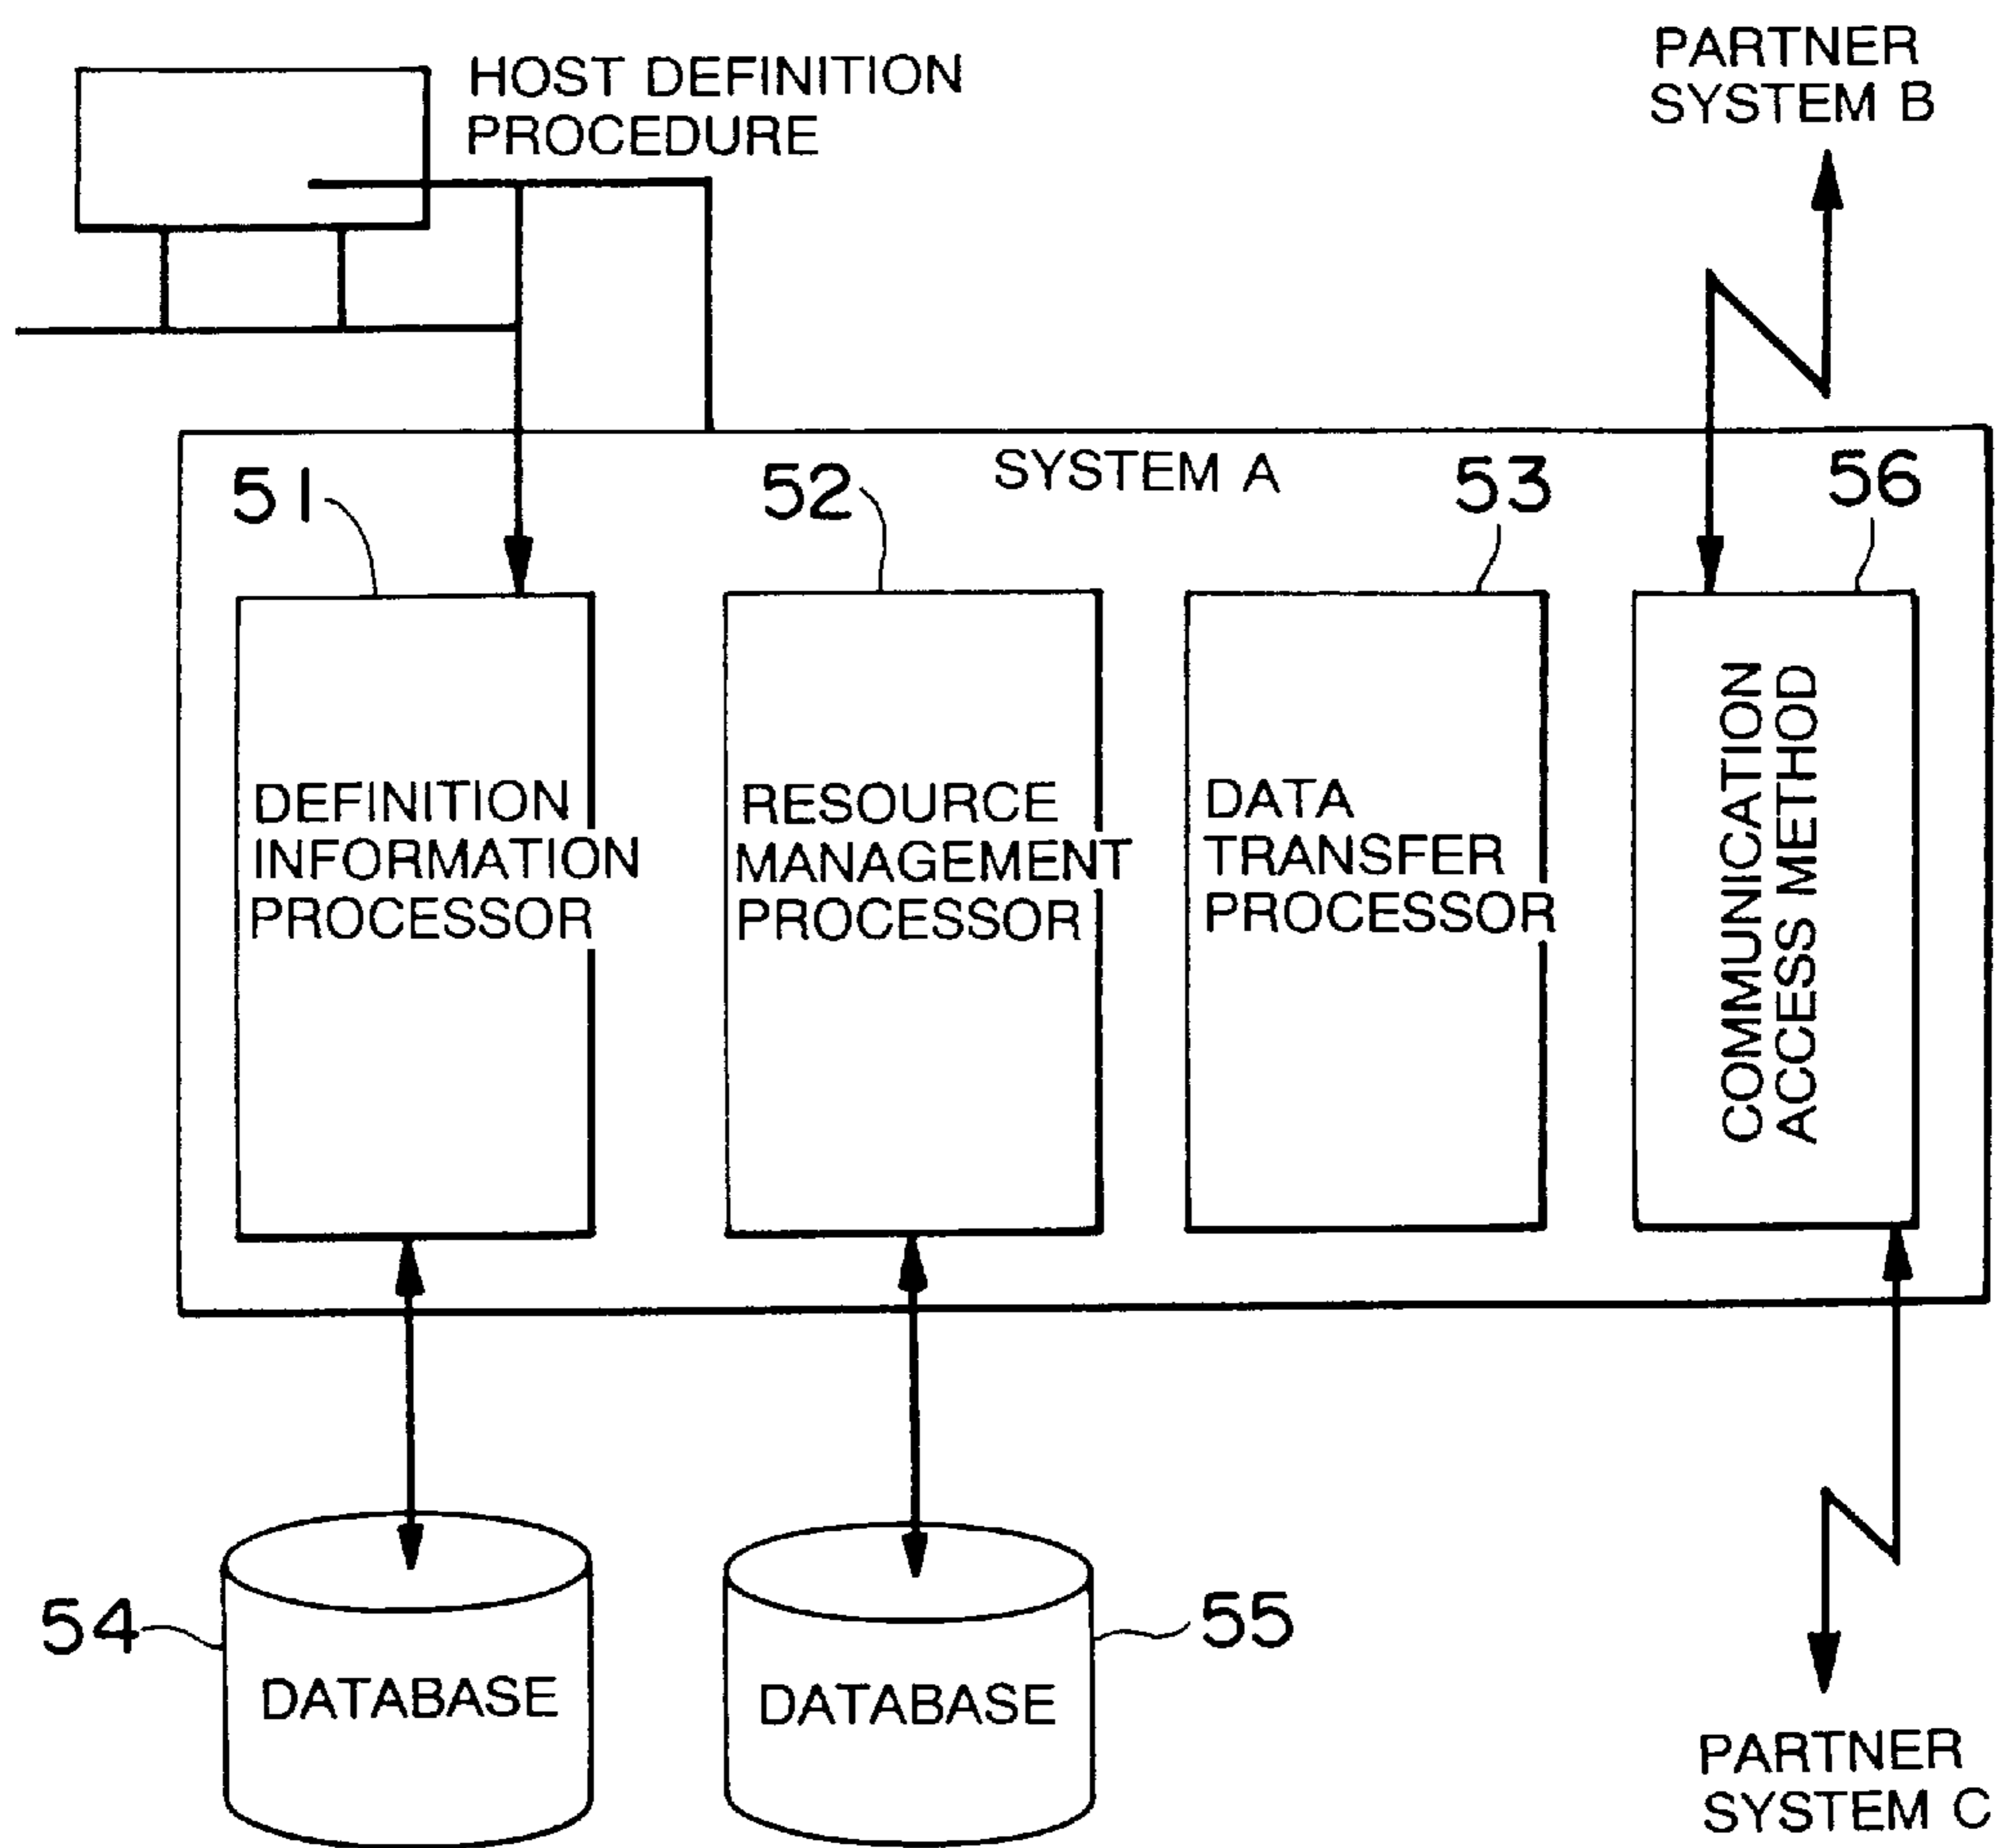 HOST DEFINITION
PROCEDURE
PARTNER
SYSTEM B
SYSTEM A
51
52
53
56
DEFINITION
INFORMATION
PROCESSOR
RESOURCE
MANAGEMENT
PROCESSOR
DATA
TRANSFER
PROCESSOR
COMMUNICATION
ACCESS METHOD
54
DATABASE
55
DATABASE
PARTNER
SYSTEM C